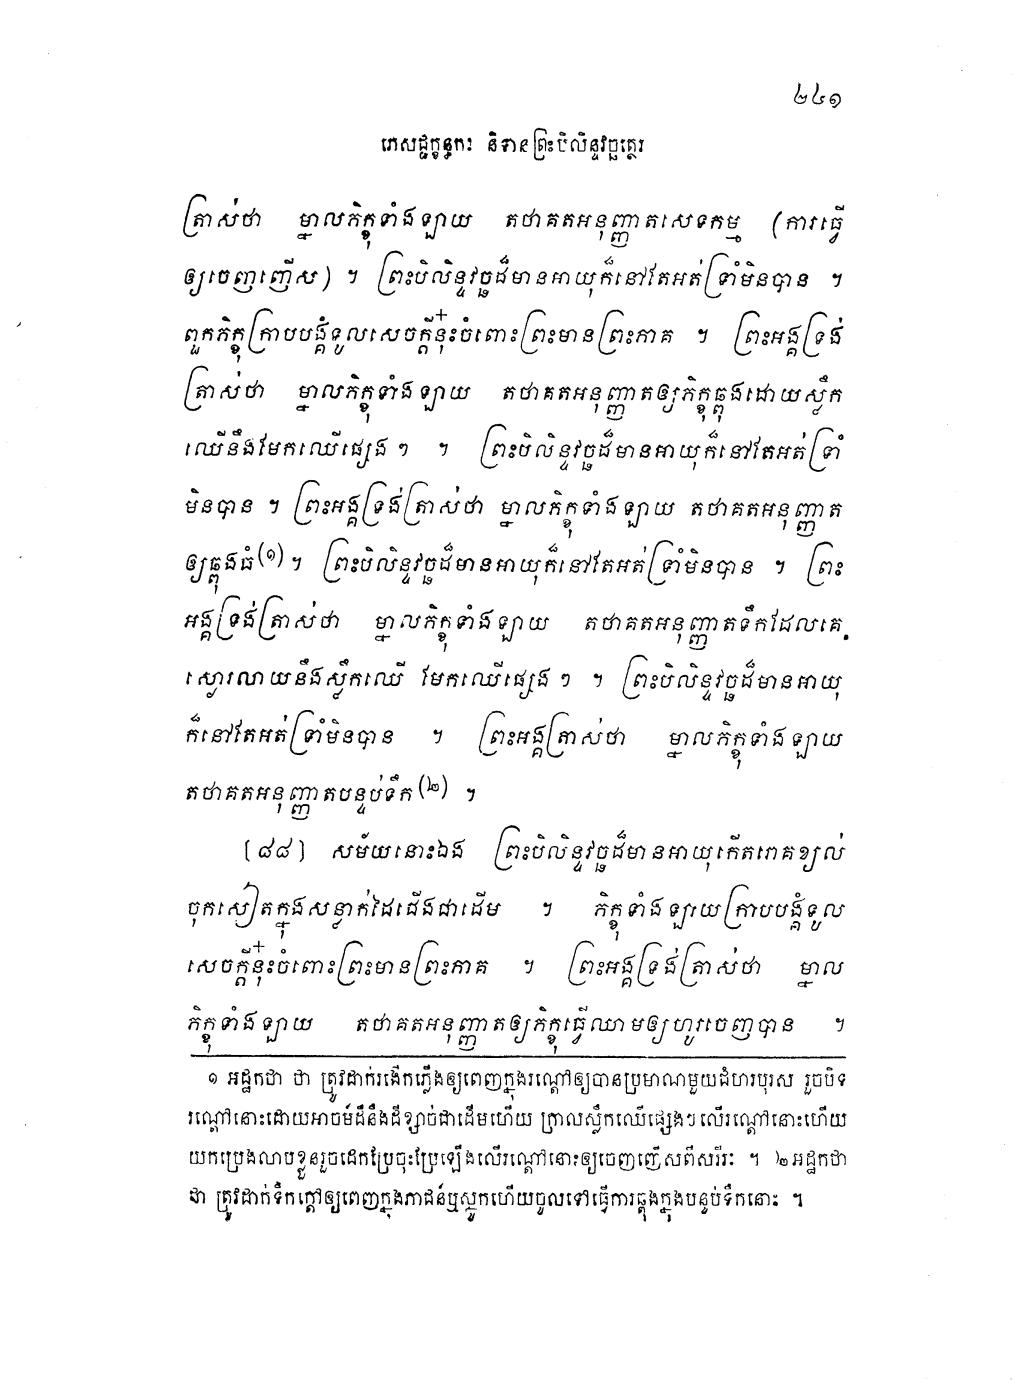 ២៤១
ភេសជ្ជក្ខន្ធកៈ និទានព្រះបិលិន្ទវច្ឆត្ថេរ
ត្រាស់ថា ម្នាលភិក្ខុទាំងឡាយ តថាគតអនុញ្ញាតសេទកម្ម (ការធ្វើ
ឲ្យចេញញើស) ។ ព្រះបិលិន្ទវច្ឆដ៏មានអាយុក៏នៅតែអត់ទ្រាំមិនបាន ។
ពួកភិក្ខុក្រាបបង្គំទូលសេចក្តីនុ៎ះចំពោះព្រះមានព្រះភាគ ។ ព្រះអង្គទ្រង់
ត្រាស់ថា ម្នាលភិក្ខុទាំងឡាយ តថាគតអនុញ្ញាតឲ្យភិក្ខុឆ្ពុងដោយស្លឹក
ឈើនឹងមែកឈើផ្សេង ៗ ។ ព្រះបិលិន្ទវច្ឆដ៏មានអាយុក៏នៅតែអត់ទ្រាំ
មិនបាន ។ ព្រះអង្គទ្រង់ត្រាស់ថា ម្នាលភិក្ខុទាំងឡាយ តថាគតអនុញ្ញាត
ឲ្យឆ្ពុងធំ(១) ។ ព្រះបិលិន្ទវច្ឆដ៏មានអាយុក៏នៅតែអត់ទ្រាំមិនបាន ។ ព្រះ
អង្គទ្រង់ត្រាស់ថា ម្នាលភិក្ខុទាំងឡាយ តថាគតអនុញ្ញាតទឹកដែលគេ
ស្ងោរលាយនឹងស្លឹកឈើ មែកឈើផ្សេង ៗ ។ ព្រះបិលិន្ទវច្ឆដ៏មានអាយុ
ក៏នៅតែអត់ទ្រាំមិនបាន ។ ព្រះអង្គត្រាស់ថា ម្នាលភិក្ខុទាំងឡាយ
តថាគតអនុញ្ញាតបន្ទប់ទឹក(២) ។
[៨៨] សម័យនោះឯង ព្រះបិលិន្ទវច្ឆដ៏មានអាយុកើតរោគខ្យល់
ចុកសៀតក្នុងសន្លាក់ដៃជើងជាដើម ។ ភិក្ខុទាំងឡាយក្រាបបង្គំទូល
សេចក្តីនុ៎ះចំពោះព្រះមានព្រះភាគ ។ ព្រះអង្គទ្រង់ត្រាស់ថា ម្នាល
ភិក្ខុទាំងឡាយ តថាគតអនុញ្ញាតឲ្យភិក្ខុធ្វើឈាមឲ្យហូរចេញបាន ។
១ អដ្ឋកថា ថា ត្រូវដាក់រងើកភ្លើងឲ្យពេញក្នុងរណ្តៅឲ្យបានប្រមាណមួយជំហរបុរស រួចបិទ
រណ្តៅនោះដោយអាចម៍ដីនឹងដីខ្សាច់ជាដើមហើយ ក្រាលស្លឹកឈើផ្សេងៗលើរណ្តៅនោះហើយ
យកប្រេងលាបខ្លួនរួចដេកប្រែចុះប្រែឡើងលើរណ្តៅនោះឲ្យចេញញើសពីសរីរៈ ។ ២ អដ្ឋកថា
ថា ត្រូវដាក់ទឹកក្តៅឲ្យពេញក្នុងភាជន៍ឬស្នូកហើយចូលទៅធ្វើការឆ្ពុងក្នុងបន្ទប់ទឹកនោះ ។